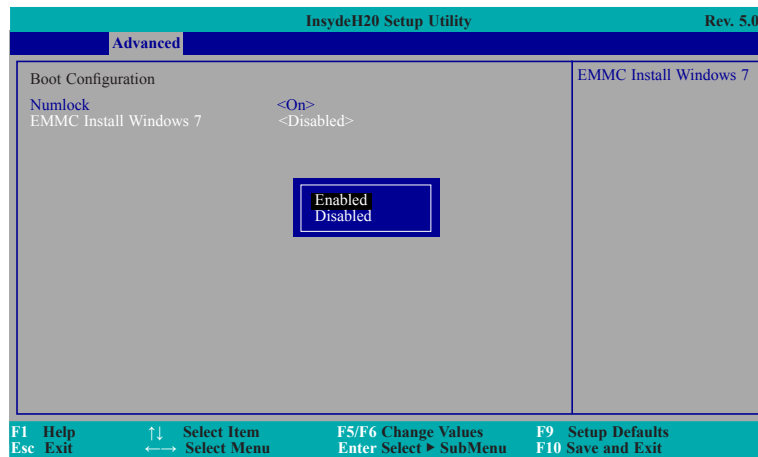 InsydeH20 Setup Utility Rev. 5.0
Advanced
Boot Configuration
Numlock <On>
EMMC Install Windows 7 <Disabled>
EMMC Install Windows 7
Enabled
Disabled
F1 Help ↑↓ Select Item F5/F6 Change Values F9 Setup Defaults
Esc Exit ←→ Select Menu Enter Select ▶ SubMenu F10 Save and Exit